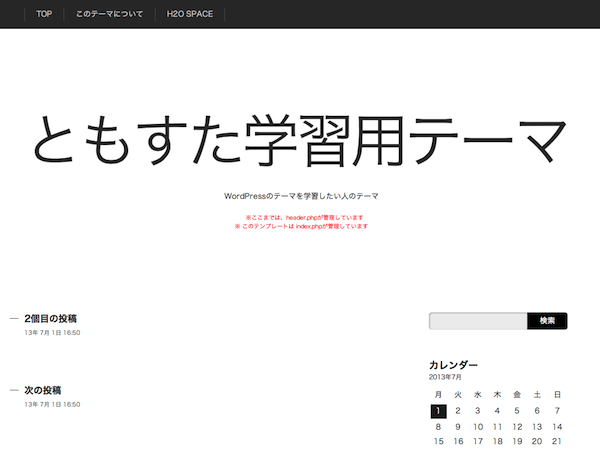 TOP このテーマについて H2O SPACE
ともすた学習用テーマ
WordPressのテーマを学習したい人のテーマ
※ここまでは、header.phpが管理しています
※ このテンプレートは index.phpが管理しています
2個目の投稿
13年 7月 1日 16:50
次の投稿
13年 7月 1日 16:50
検索
カレンダー
2013年7月
月 火 水 木 金 土 日
1 2 3 4 5 6 7
8 9 10 11 12 13 14
15 16 17 18 19 20 21